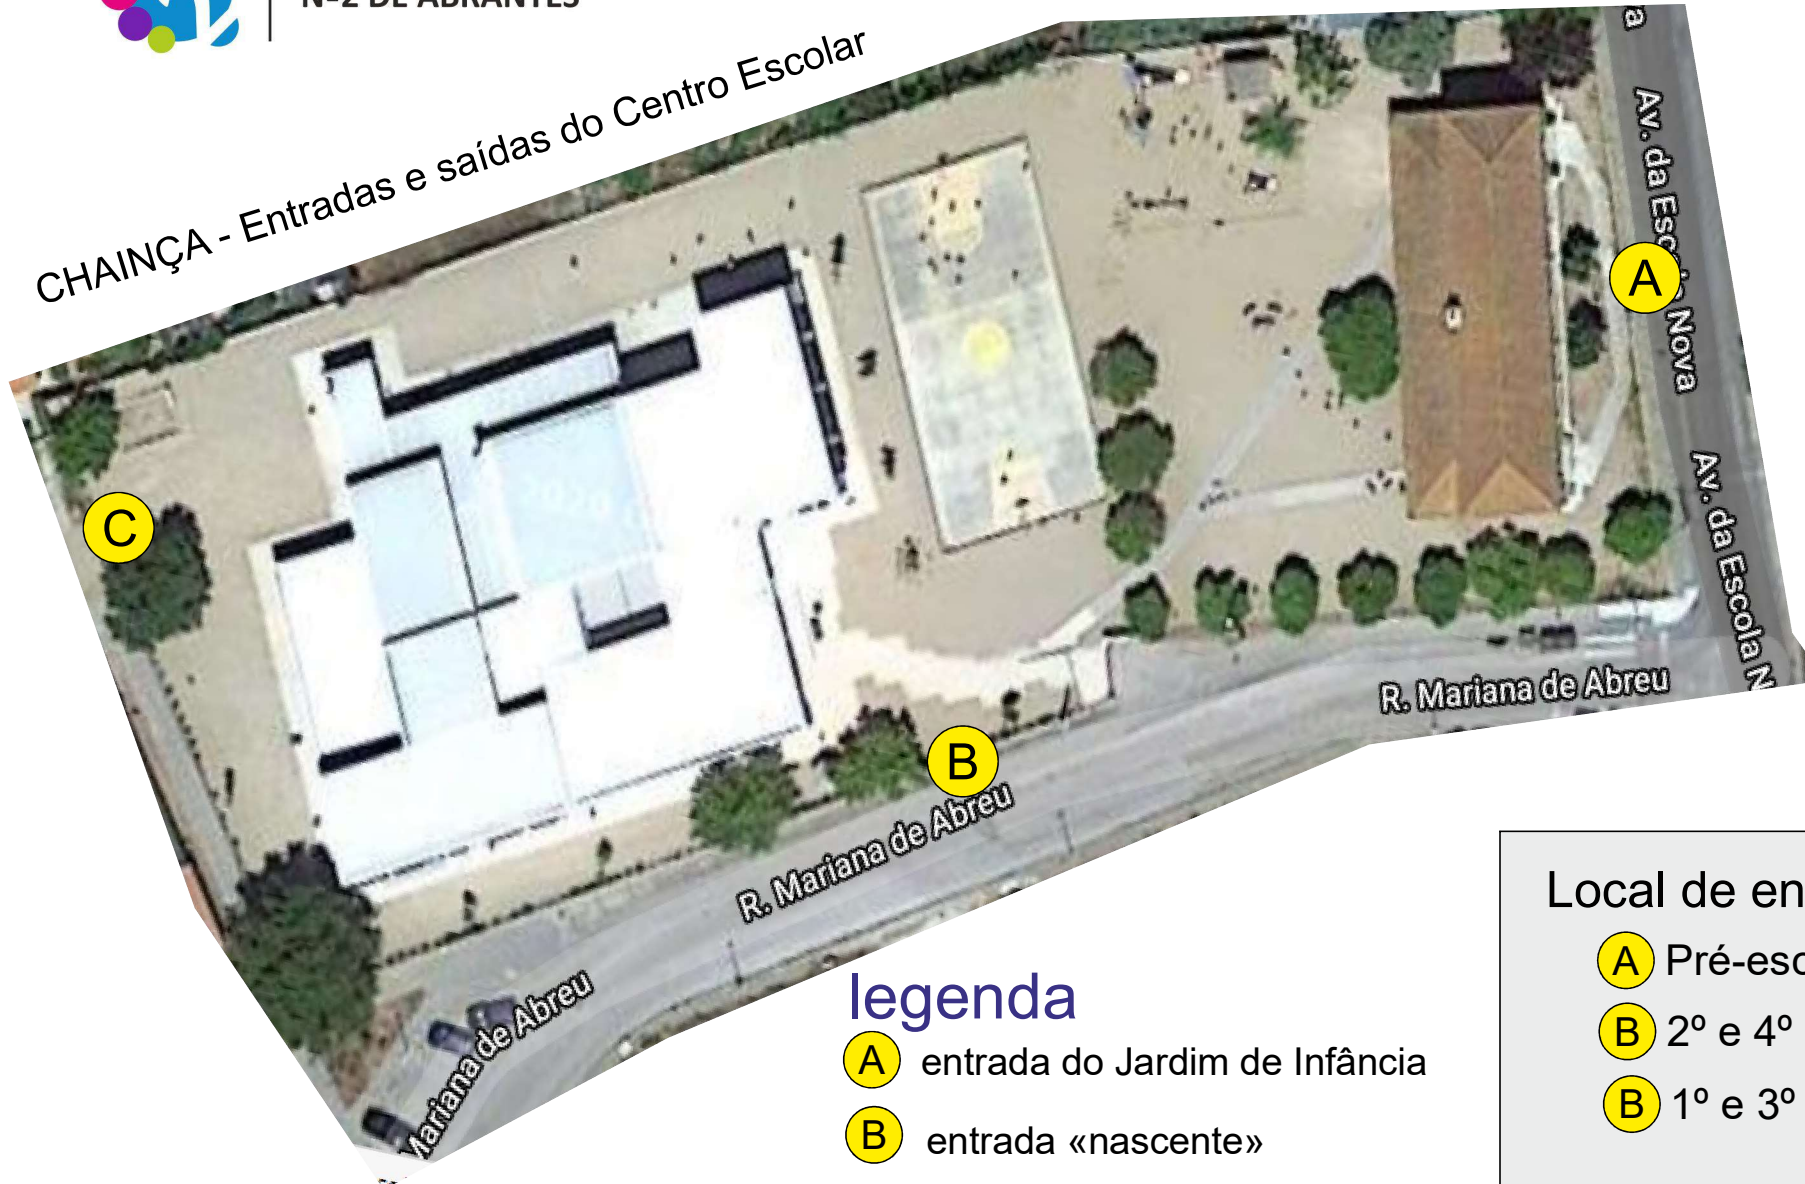 Nº2 DE ABRANTES
CHAINÇA - Entradas e saídas do Centro Escolar
a
Av. da Escola Nova
A
Av. da Escola N
C
R. Mariana de Abreu
B
R. Mariana de Abreu
Mariana de Abreu
legenda
A entrada do Jardim de Infância
B entrada «nascente»
Local de en
A Pré-esc
B 2º e 4º
B 1º e 3º